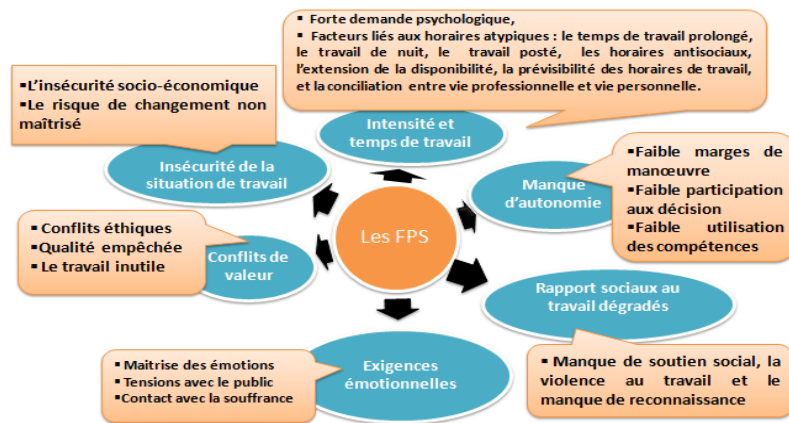 ▪ Forte demande psychologique,
▪ Facteurs liés aux horaires atypiques : le temps de travail prolongé,
le travail de nuit, le travail posté, les horaires antisociaux,
l'extension de la disponibilité, la prévisibilité des horaires de travail,
et la conciliation entre vie professionnelle et vie personnelle.
▪L'insécurité socio-économique
▪Le risque de changement non
maîtrisé
Intensité et
temps de travail
Insécurité de la
situation de travail
Manque
d'autonomie
▪Faible marges de
manœuvre
▪Faible participation
aux décision
▪Faible utilisation
des compétences
▪ Conflits éthiques
▪Qualité empêchée
▪ Le travail inutile
Conflits de
valeur
Les FPS
Rapport sociaux au
travail dégradés
▪ Manque de soutien social, la
violence au travail et le
manque de reconnaissance
Exigences
émotionnelles
▪ Maitrise des émotions
▪Tensions avec le public
▪Contact avec la souffrance